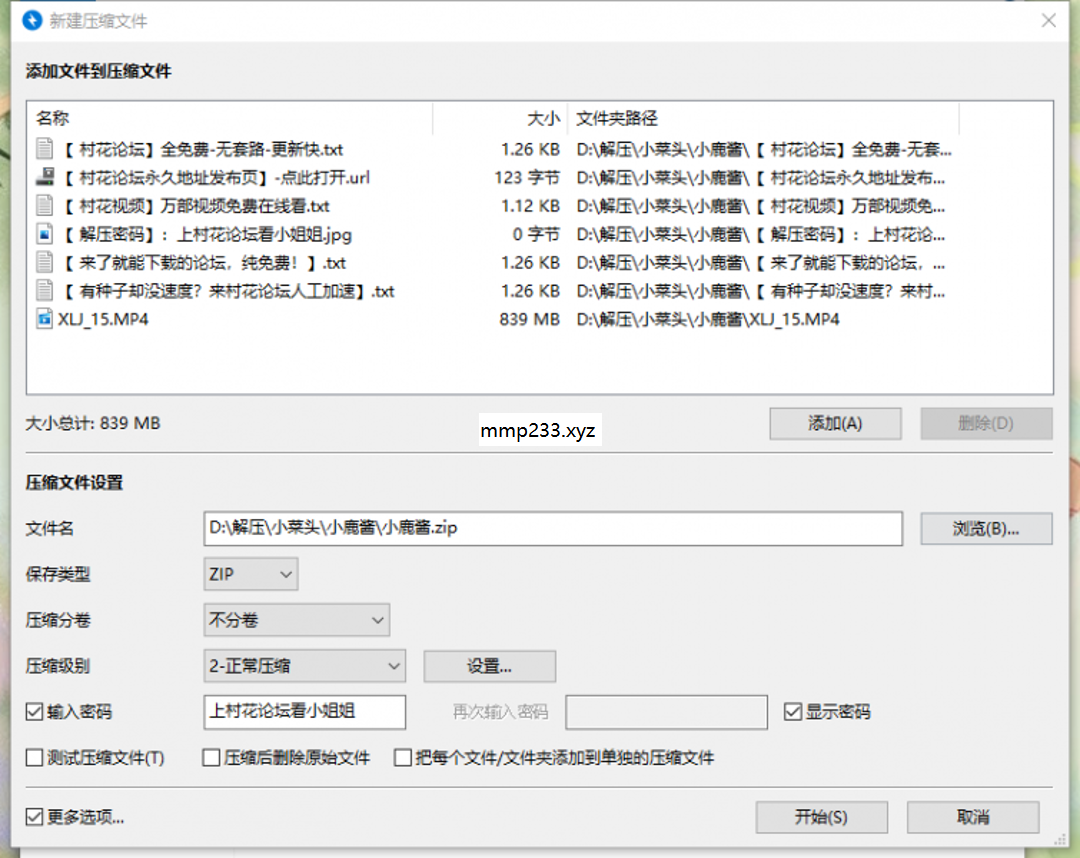 新建压缩文件
添加文件到压缩文件
名称 大小 文件夹路径
【 村花论坛】全免费-无套路-更新快.txt 1.26 KB D:\解压\小菜头\小鹿酱\【 村花论坛】全免费-无套...
【 村花论坛永久地址发布页】-点此打开.url 123 字节 D:\解压\小菜头\小鹿酱\【 村花论坛永久地址发布...
【 村花视频】万部视频免费在线看.txt 1.12 KB D:\解压\小菜头\小鹿酱\【 村花视频】万部视频免...
【 解压密码】：上村花论坛看小姐姐.jpg 0 字节 D:\解压\小菜头\小鹿酱\【 解压密码】：上村花论...
【 来了就能下载的论坛，纯免费！】.txt 1.26 KB D:\解压\小菜头\小鹿酱\【 来了就能下载的论坛，...
【 有种子却没速度？来村花论坛人工加速】.txt 1.26 KB D:\解压\小菜头\小鹿酱\【 有种子却没速度？来村...
XLJ_15.MP4 839 MB D:\解压\小菜头\小鹿酱\XLJ_15.MP4
大小总计: 839 MB mmp233.xyz 添加(A) 删除(D)
压缩文件设置
文件名 D:\解压\小菜头\小鹿酱\小鹿酱.zip 浏览(B)...
保存类型 ZIP
压缩分卷 不分卷
压缩级别 2-正常压缩 设置...
输入密码 上村花论坛看小姐姐 再次输入密码 显示密码
测试压缩文件(T) 压缩后删除原始文件 把每个文件/文件夹添加到单独的压缩文件
更多选项... 开始(S) 取消